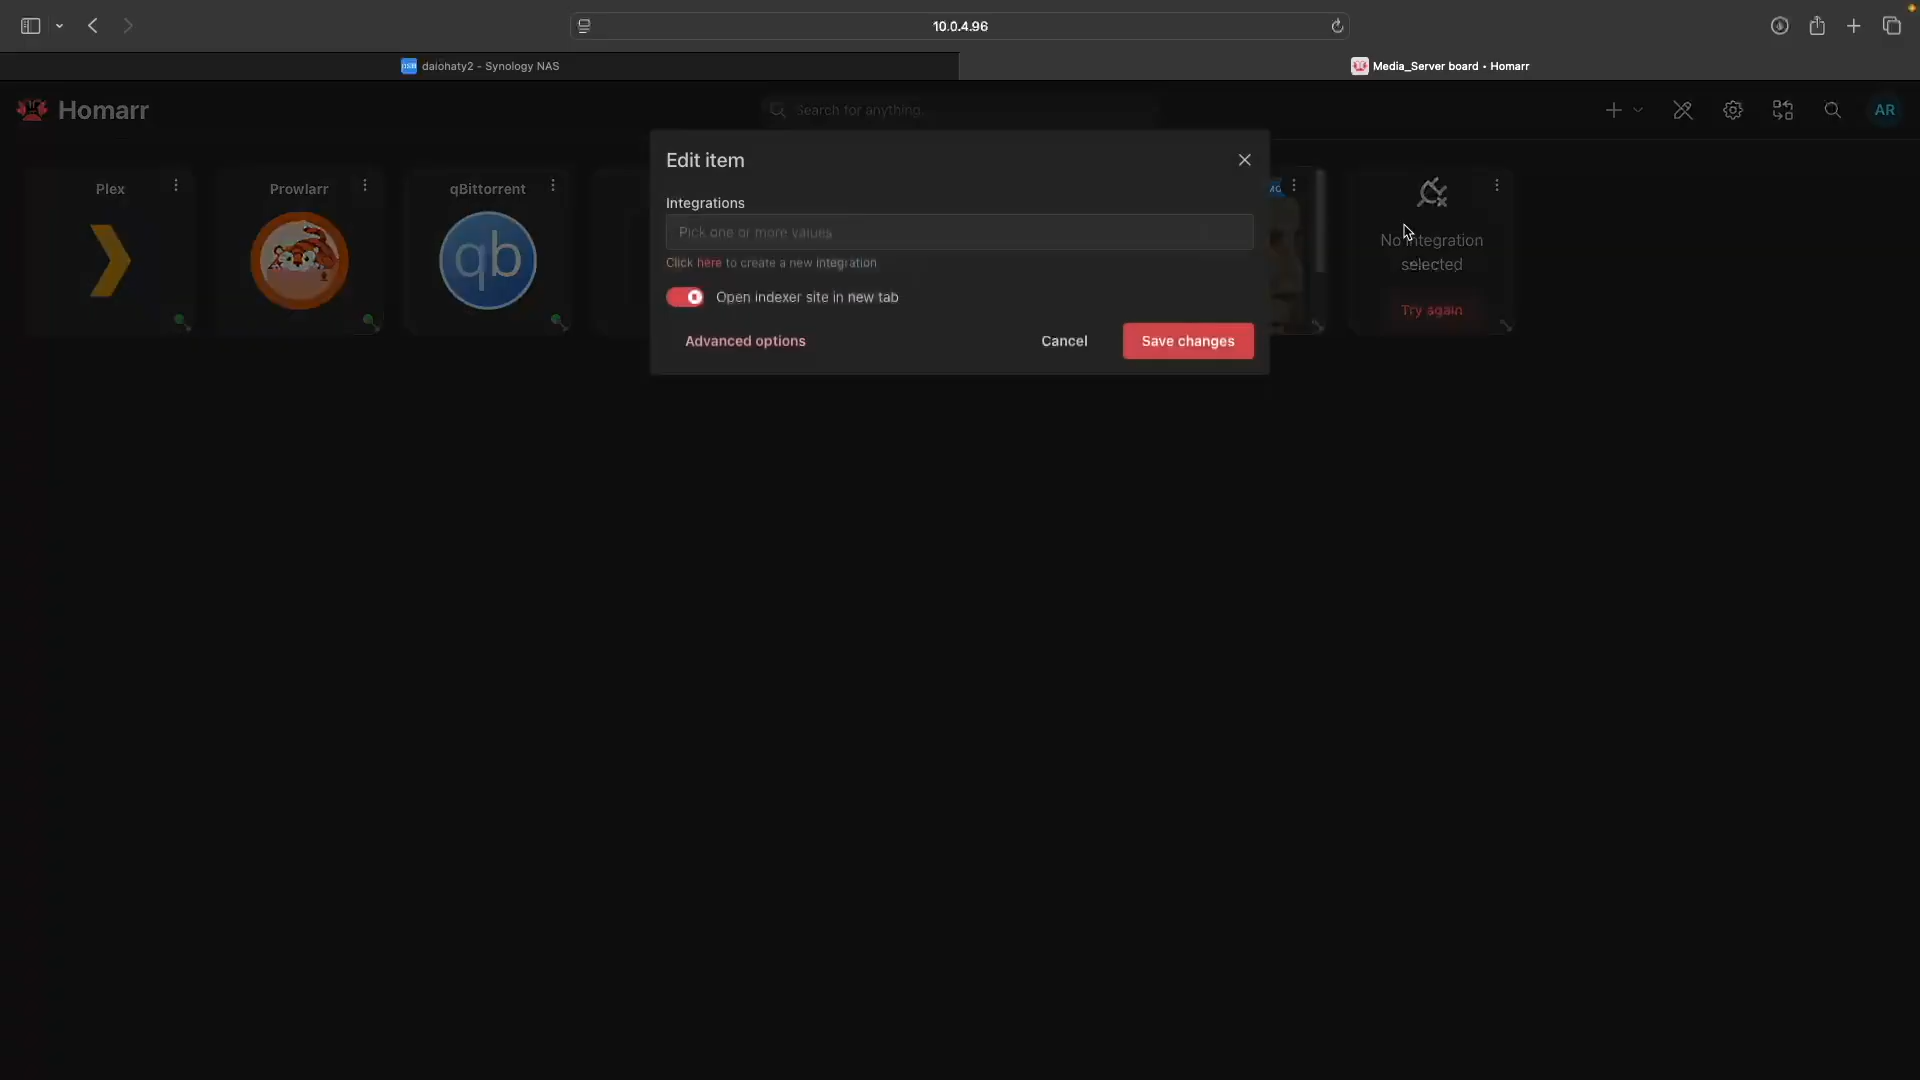 10.0.4.96
daiohaty2 - Synology NAS
Media_Server board • Homarr
Homarr
Search for anything.
AR
Edit item
Plex
Prowlarr
qBittorrent
Integrations
Pick one or more values
No integration
selected
qb
Click here to create a new integration
Open indexer site in new tab
Try again
Advanced options
Cancel
Save changes